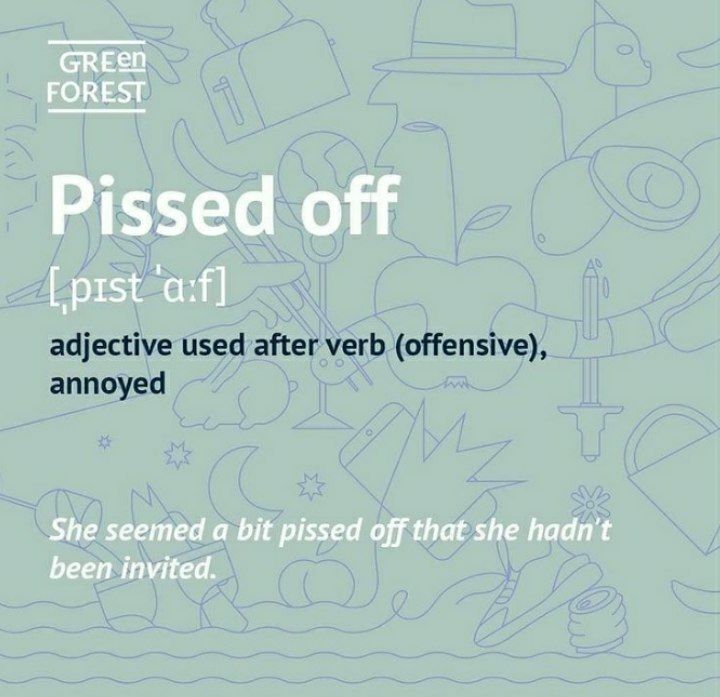 GREen
FOREST
Pissed off
[ˌpɪst ˈɑːf]
adjective used after verb (offensive),
annoyed
She seemed a bit pissed off that she hadn't
been invited.